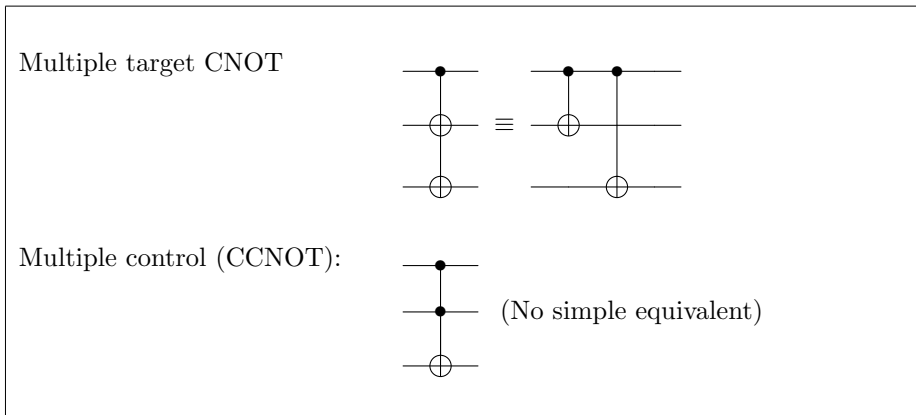 Multiple target CNOT
≡
Multiple control (CCNOT):
(No simple equivalent)